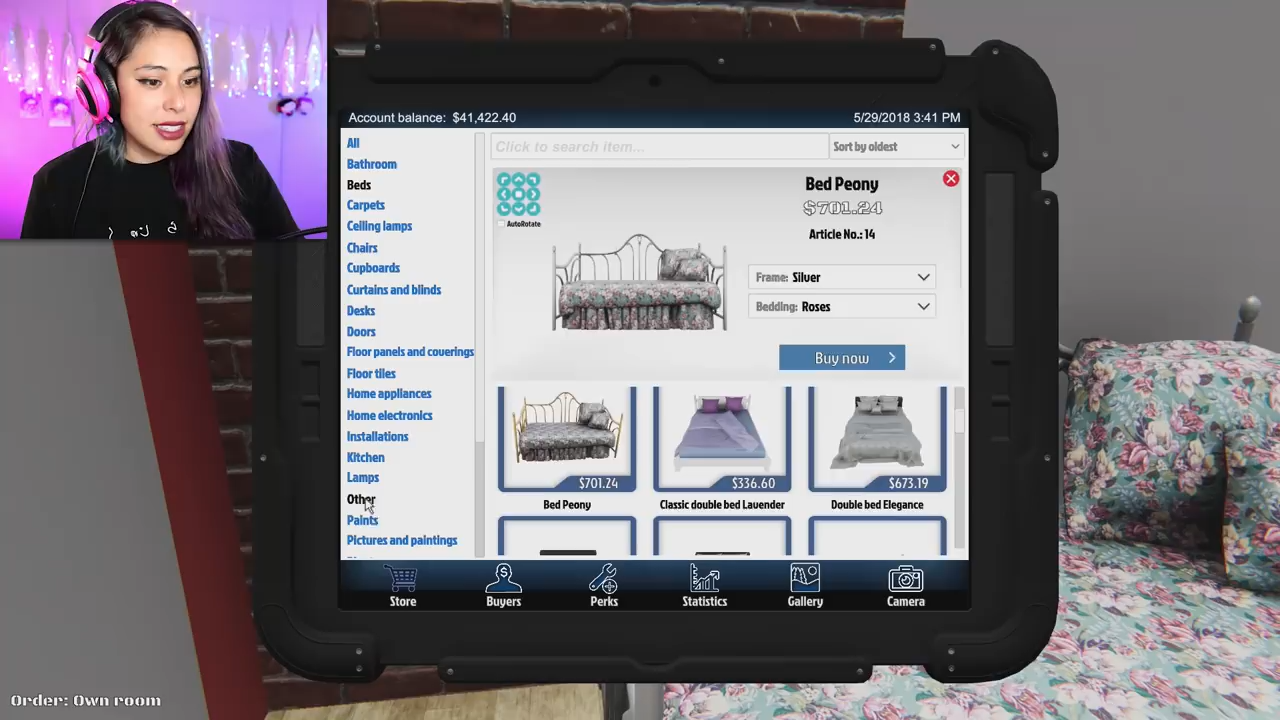 Account balance: $41,422.40
5/29/2018 3:41 PM
All
Bathroom
Beds
Carpets
Ceiling lamps
Chairs
Cupboards
Curtains and blinds
Desks
Doors
Floor panels and coverings
Floor tiles
Home appliances
Home electronics
Installations
Kitchen
Lamps
Other
Paints
Pictures and paintings
Click to search item...
Sort by oldest
AutoRotate
Bed Peony
$701.24
Article No.: 14
Frame: Silver
Bedding: Roses
Buy now
$701.24
$336.60
$673.19
Bed Peony
Classic double bed Lavender
Double bed Elegance
Store
Buyers
Perks
Statistics
Gallery
Camera
Order: Own room